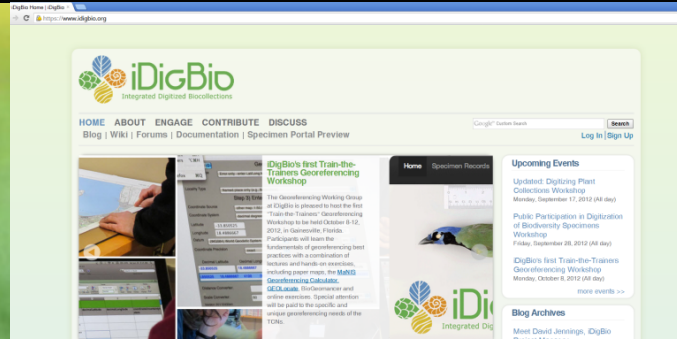 iDigBio Home | iDigBio
https://www.idigbio.org
iDigBio
Integrated Digitized Biocollections
HOME ABOUT ENGAGE CONTRIBUTE DISCUSS
Blog | Wiki | Forums | Documentation | Specimen Portal Preview
Google™ Custom Search
Search
Log In | Sign Up
iDigBio's first Train-the-
Trainers Georeferencing
Workshop
The Georeferencing Working Group
at iDigBio is pleased to host the first
"Train-the-Trainers" Georeferencing
Workshop to be held October 8-12,
2012, in Gainesville, Florida.
Participants will learn the
fundamentals of georeferencing best
practices with a combination of
lectures and hands-on exercises,
including paper maps, the MaNIS
Georeferencing Calculator,
GEOLocate, BioGeomancer and
online exercises. Special attention
will be paid to the specific and
unique georeferencing needs of the
TCNs.
Home Specimen Records
iDi
Integrated Dig
Upcoming Events
Updated: Digitizing Plant
Collections Workshop
Monday, September 17, 2012 (All day)
Public Participation in Digitization
of Biodiversity Specimens
Workshop
Friday, September 28, 2012 (All day)
iDigBio's first Train-the-Trainers
Georeferencing Workshop
Monday, October 8, 2012 (All day)
more events >>
Blog Archives
Meet David Jennings, iDigBio